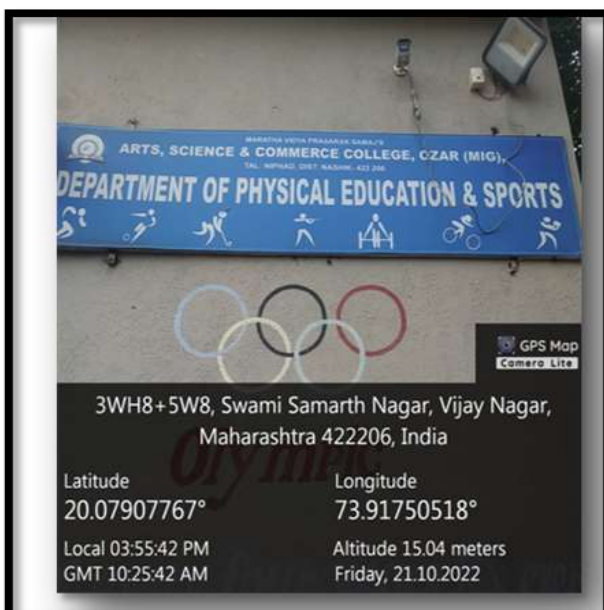 MARATHA VIDYA PRASARAK SAMAJ'S
ARTS, SCIENCE & COMMERCE COLLEGE, OZAR (MIG),
TAL. NIPHAD, DIST. NASHIK- 422 206
DEPARTMENT OF PHYSICAL EDUCATION & SPORTS
GPS Map
Camera Lite
3WH8+5W8, Swami Samarth Nagar, Vijay Nagar,
Maharashtra 422206, India
Olympic
Latitude
20.07907767°
Longitude
73.91750518°
Local 03:55:42 PM
GMT 10:25:42 AM
Altitude 15.04 meters
Friday, 21.10.2022